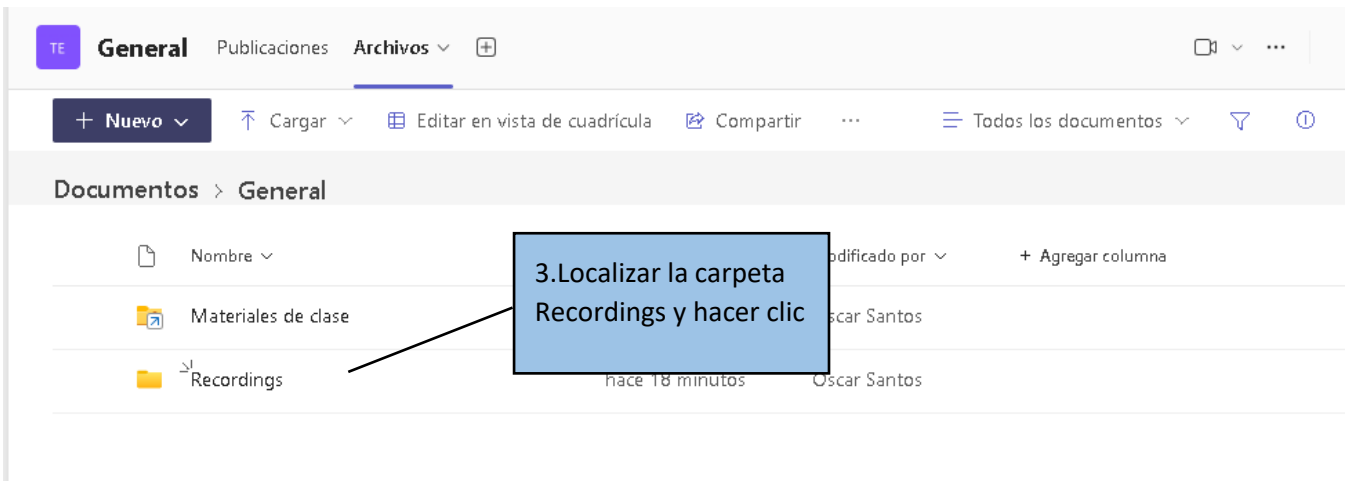 TE General Publicaciones Archivos
+ Nuevo Cargar Editar en vista de cuadrícula Compartir ... Todos los documentos
Documentos > General
Nombre odificado por + Agregar columna
3.Localizar la carpeta
Recordings y hacer clic
Materiales de clase scar Santos
Recordings hace 18 minutos Oscar Santos